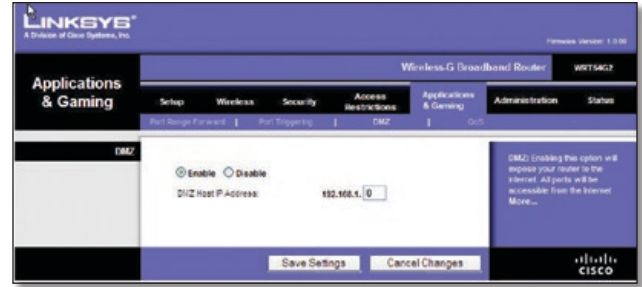 LINKSYS®
A Division of Cisco Systems, Inc.
Firmware Version: 1.0.00
Wireless-G Broadband Router
WRT54G2
Applications
& Gaming
Setup
Wireless
Security
Access
Restrictions
Applications
& Gaming
Administration
Status
Port Range Forward | Port Triggering | DMZ | QoS
DMZ
Enable Disable
DMZ Host IP Address: 192.168.1. 0
DMZ: Enabling this option will
expose your router to the
internet. All ports will be
accessible from the internet
More...
Save Settings Cancel Changes
CISCO